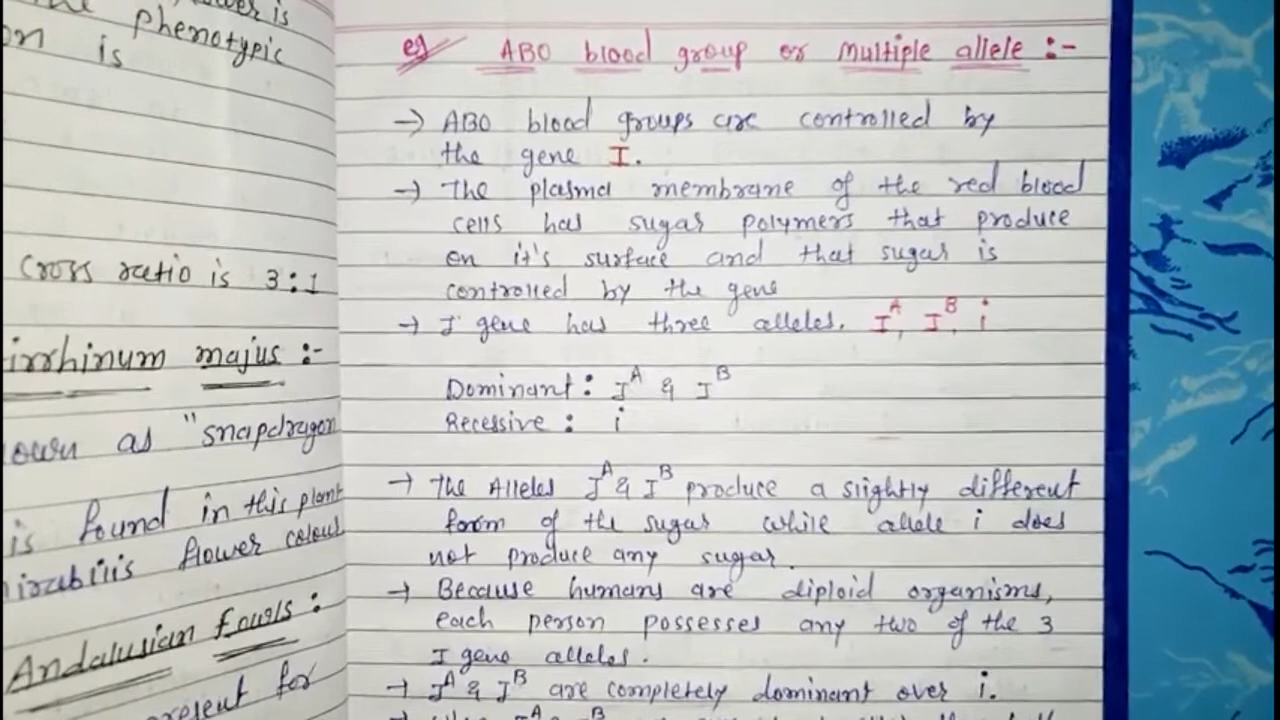 phenotypic
is
Cross ratio is 3:1
majus :-
as "snapdragon
is found in this plant
flower colour
Andalusian fowls :
for
eg ABO blood group or multiple allele :-
→ ABO blood groups are controlled by
the gene I.
→ The plasma membrane of the red blood
cells has sugar polymers that produce
on it's surface and that sugar is
controlled by the gene
→ I gene has three alleles. I^A, I^B, i
Dominant : I^A & I^B
Recessive : i
→ The Alleles I^A & I^B produce a slightly different
form of the sugar while allele i does
not produce any sugar.
→ Because humans are diploid organisms,
each person possesses any two of the 3
I gene alleles.
→ I^A & I^B are completely dominant over i.